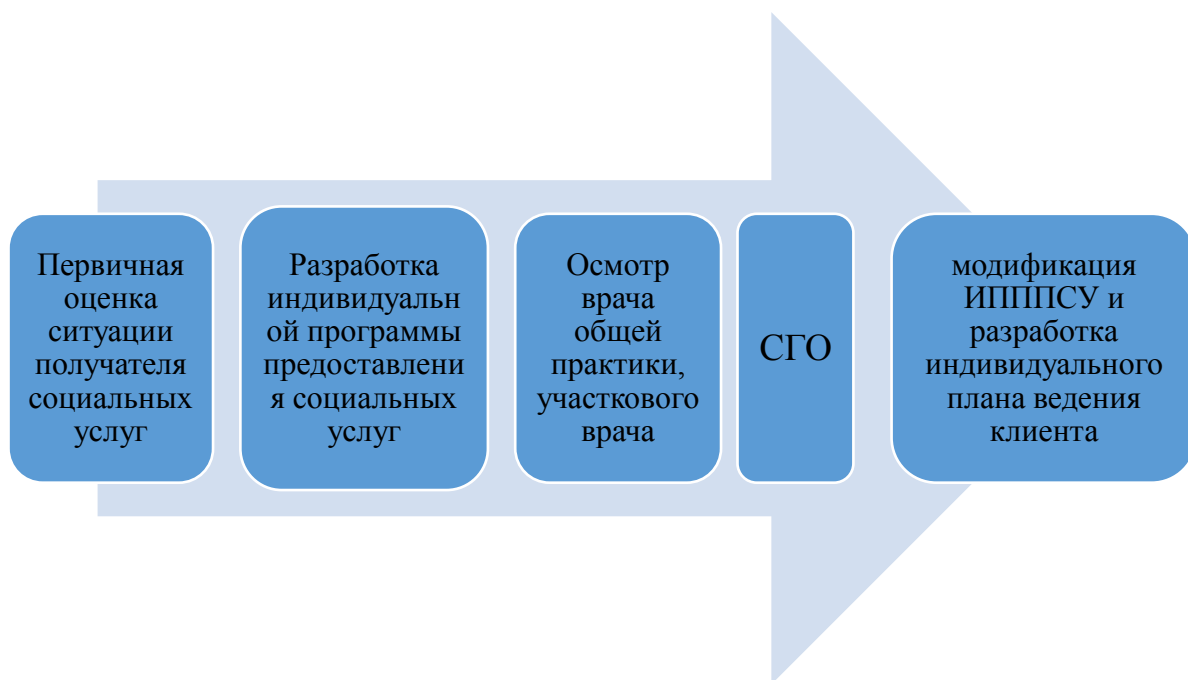 Первичная
оценка
ситуации
получателя
социальных
услуг
Разработка
индивидуальн
ой программы
предоставлени
я социальных
услуг
Осмотр
врача
общей
практики,
участкового
врача
СГО
модификация
ИПППСУ и
разработка
индивидуального
плана ведения
клиента